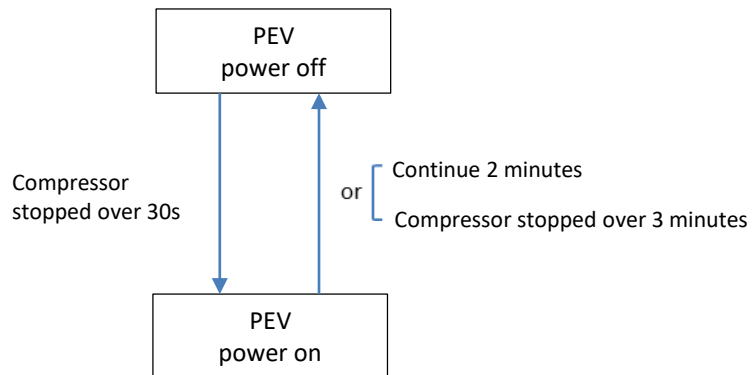 PEV
power off
Compressor
stopped over 30s
or
Continue 2 minutes
Compressor stopped over 3 minutes
PEV
power on